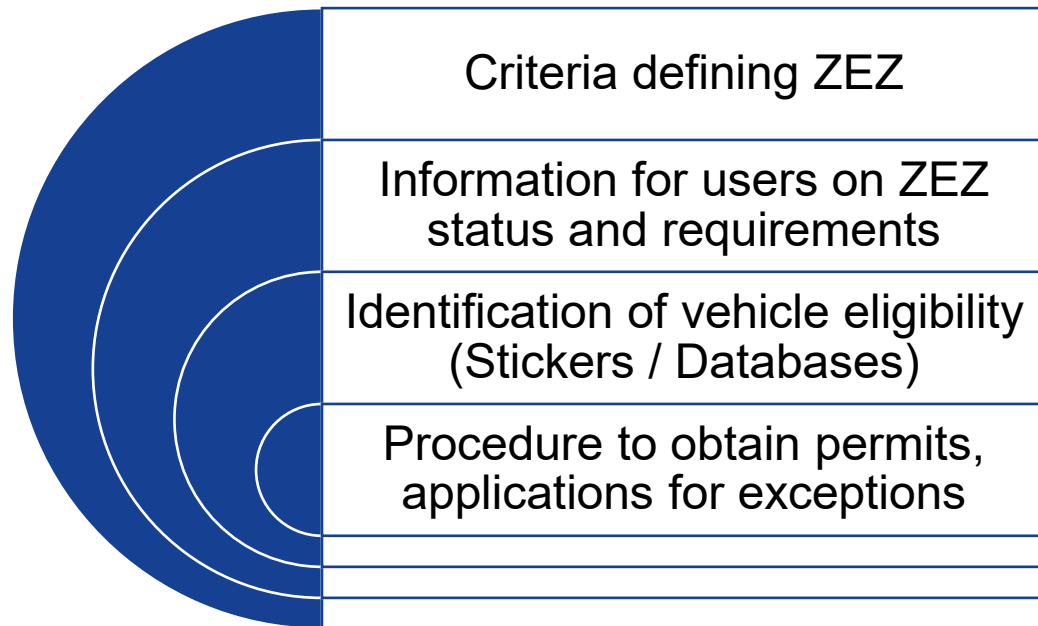 Criteria defining ZEZ
Information for users on ZEZ
status and requirements
Identification of vehicle eligibility
(Stickers / Databases)
Procedure to obtain permits,
applications for exceptions